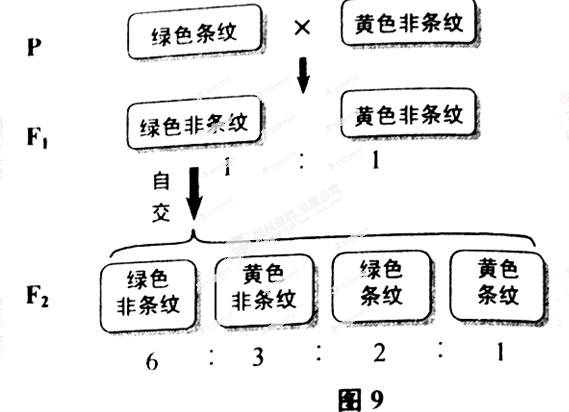 P 绿色条纹 × 黄色非条纹
F₁ 绿色非条纹 黄色非条纹
1 : 1
自交
F₂ 绿色非条纹 黄色非条纹 绿色条纹 黄色条纹
6 : 3 : 2 : 1
图 9